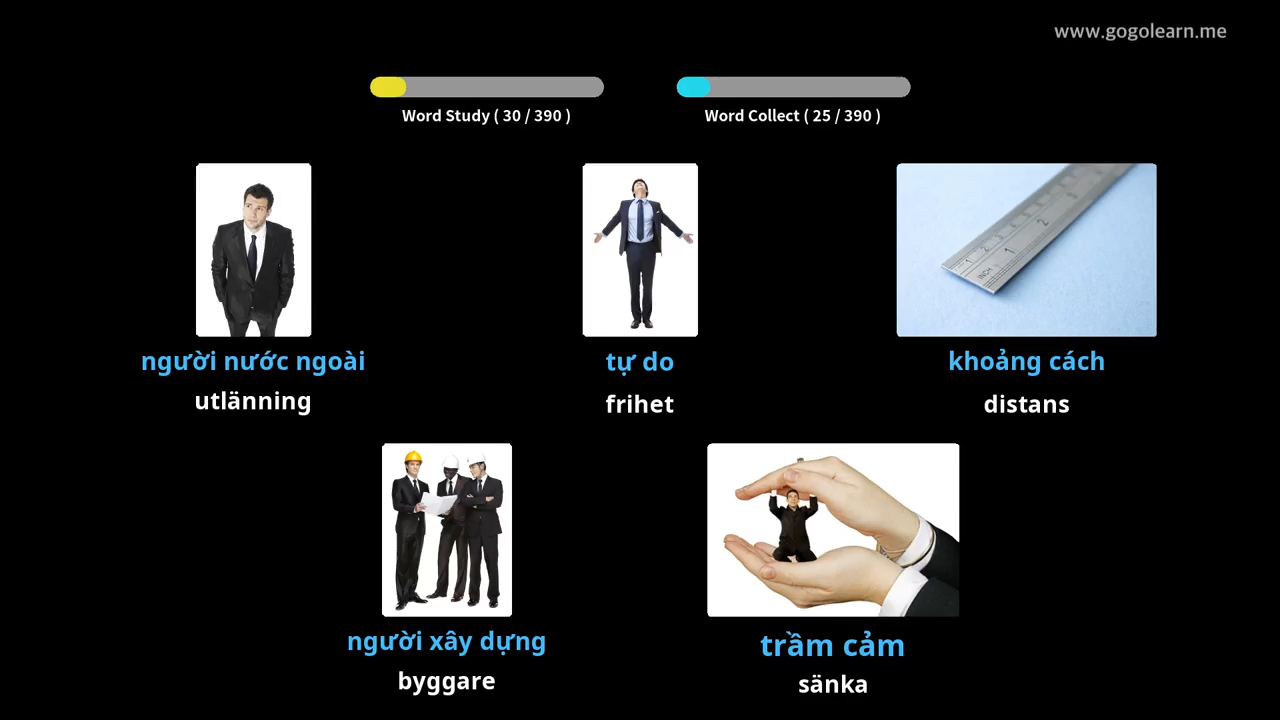 www.gogolearn.me
Word Study ( 30 / 390 )
Word Collect ( 25 / 390 )
người nước ngoài
utlänning
tự do
frihet
khoảng cách
distans
người xây dựng
byggare
trầm cảm
sänka